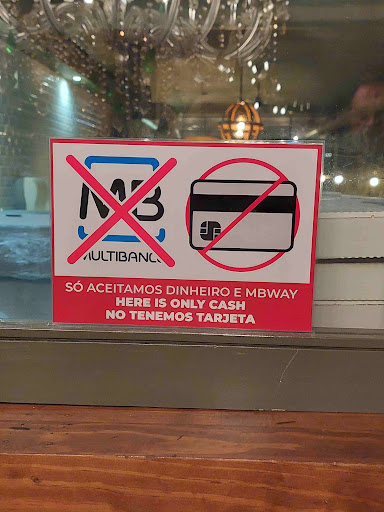 MB
MULTIBANCO
SÓ ACEITAMOS DINHEIRO E MBWAY
HERE IS ONLY CASH
NO TENEMOS TARJETA